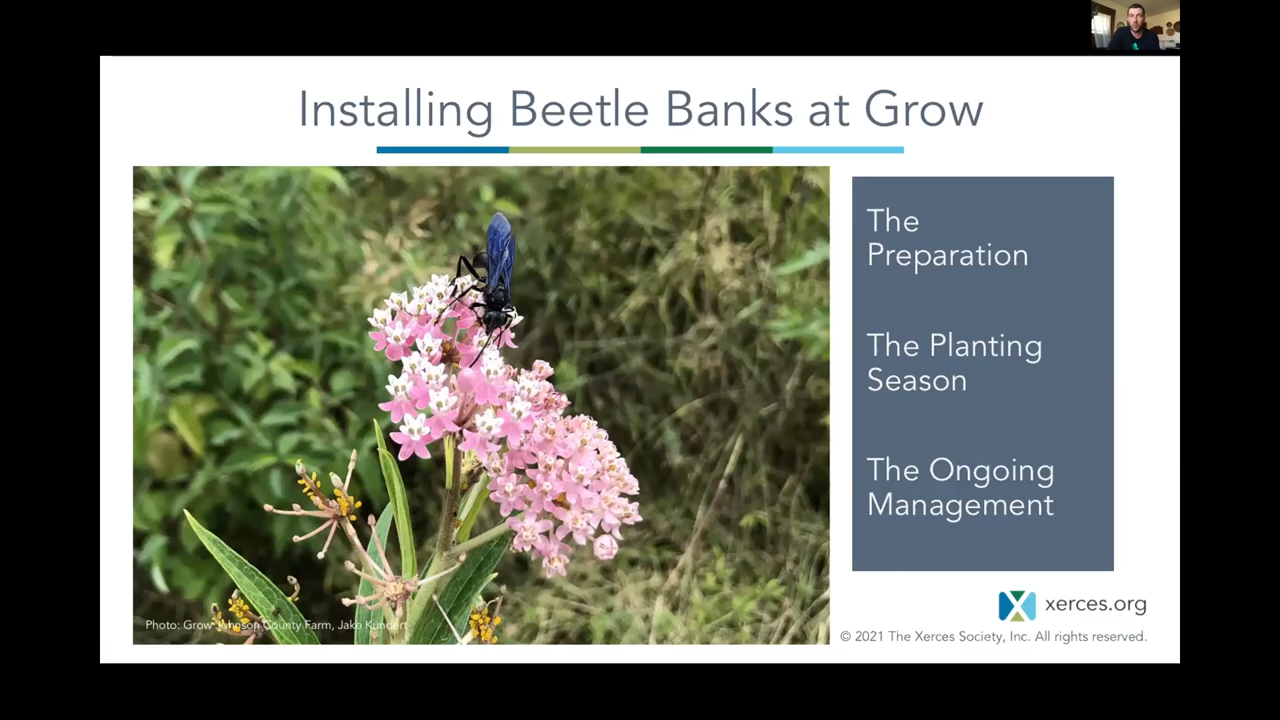 Installing Beetle Banks at Grow
The
Preparation
The Planting
Season
The Ongoing
Management
Photo: Grow Johnson County Farm, Jake Kundert
xerces.org
© 2021 The Xerces Society, Inc. All rights reserved.